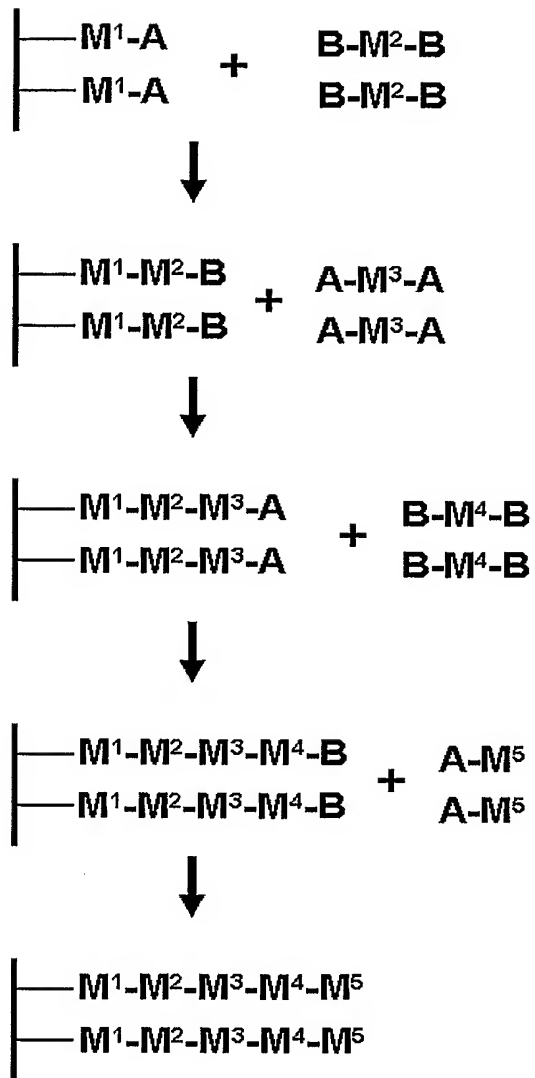 M¹-A + B-M²-B
M¹-A B-M²-B
M¹-M²-B + A-M³-A
M¹-M²-B A-M³-A
M¹-M²-M³-A + B-M⁴-B
M¹-M²-M³-A B-M⁴-B
M¹-M²-M³-M⁴-B + A-M⁵
M¹-M²-M³-M⁴-B A-M⁵
M¹-M²-M³-M⁴-M⁵
M¹-M²-M³-M⁴-M⁵